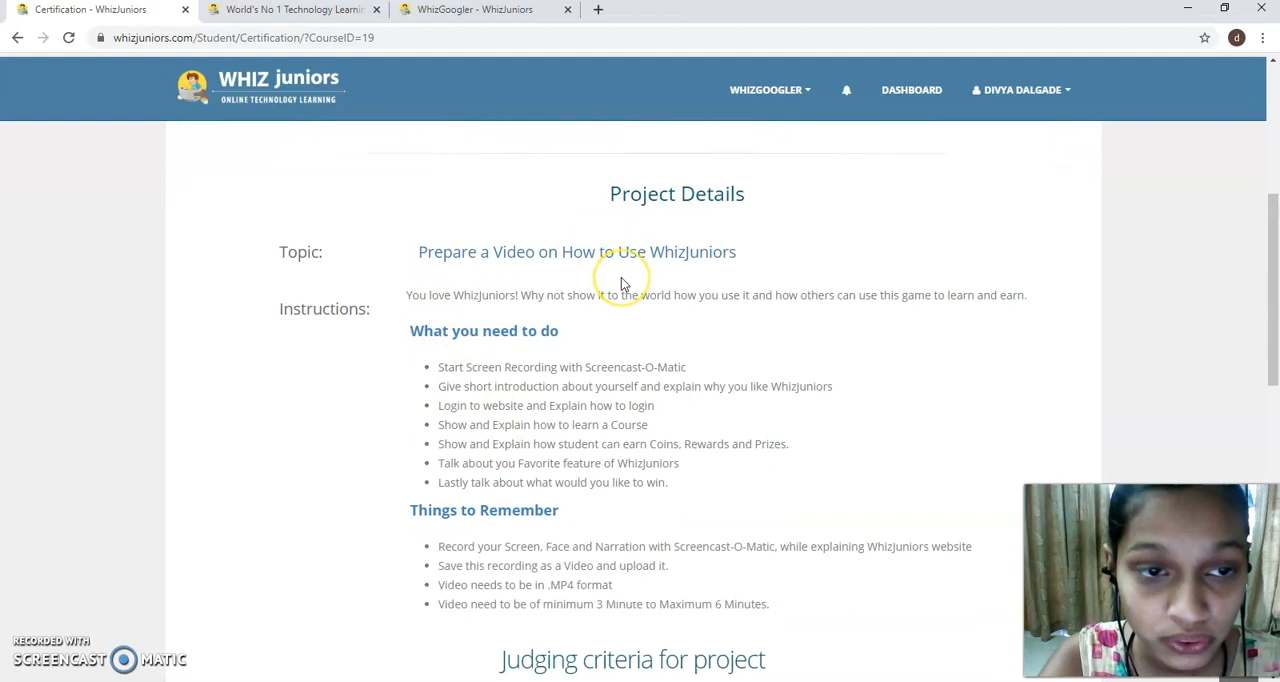 Certification - WhizJuniors
World's No 1 Technology Learnin
WhizGoogler - WhizJuniors
whizjuniors.com/Student/Certification/?CourseID=19
d
WHIZ juniors
ONLINE TECHNOLOGY LEARNING
WHIZGOOGLER
DASHBOARD
DIVYA DALGADE
Project Details
Topic:
Prepare a Video on How to Use WhizJuniors
Instructions:
You love WhizJuniors! Why not show it to the world how you use it and how others can use this game to learn and earn.
What you need to do
• Start Screen Recording with Screencast-O-Matic
• Give short introduction about yourself and explain why you like WhizJuniors
• Login to website and Explain how to login
• Show and Explain how to learn a Course
• Show and Explain how student can earn Coins, Rewards and Prizes.
• Talk about you Favorite feature of WhizJuniors
• Lastly talk about what would you like to win.
Things to Remember
• Record your Screen, Face and Narration with Screencast-O-Matic, while explaining WhizJuniors website
• Save this recording as a Video and upload it.
• Video needs to be in .MP4 format
• Video need to be of minimum 3 Minute to Maximum 6 Minutes.
Judging criteria for project
RECORDED WITH
SCREENCAST MATIC